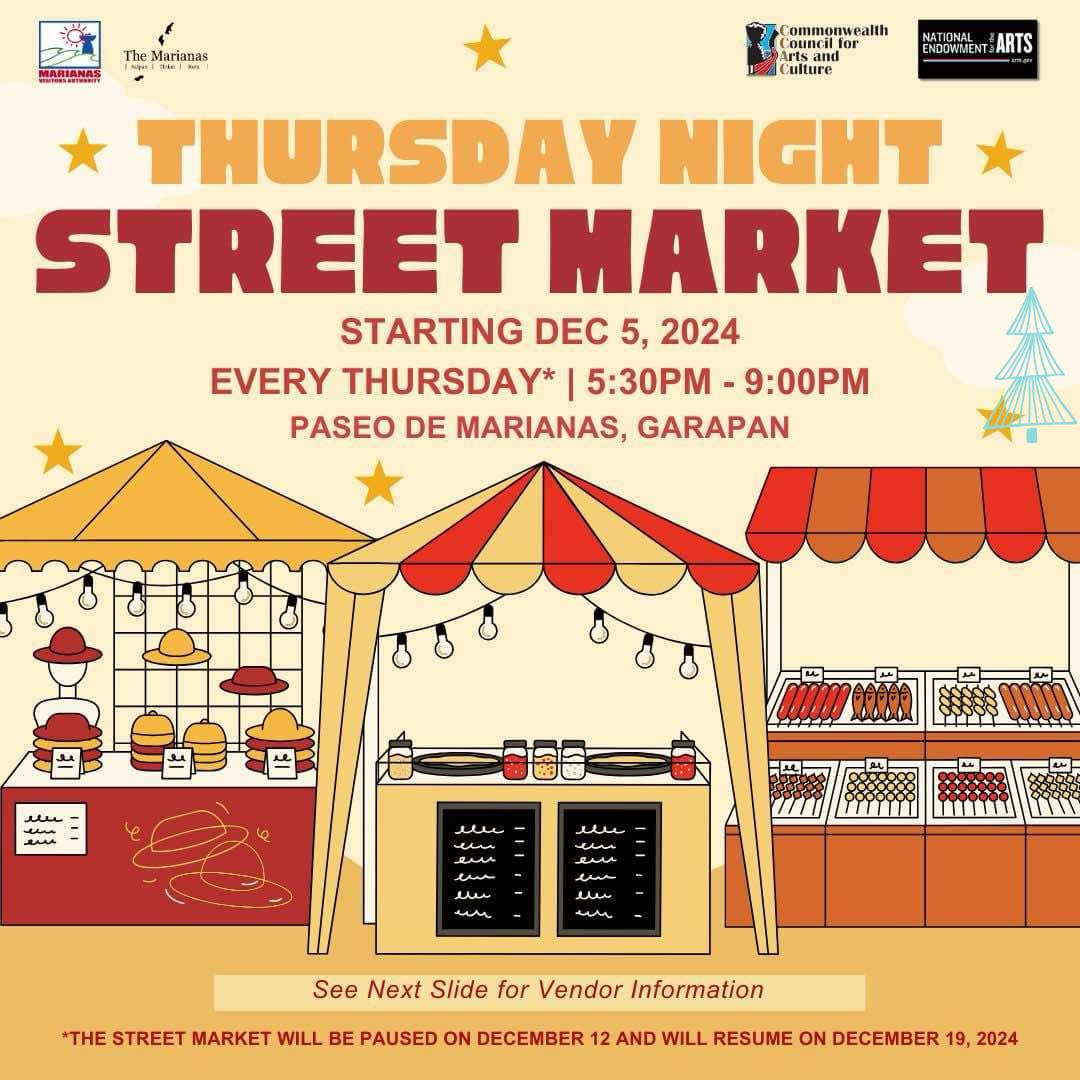 MARIANAS
VISITORS AUTHORITY
The Marianas
| Saipan | Tinian | Rota |
Commonwealth
Council for
Arts and
Culture
NATIONAL
ENDOWMENT for the ARTS
arts.gov
THURSDAY NIGHT
STREET MARKET
STARTING DEC 5, 2024
EVERY THURSDAY* | 5:30PM - 9:00PM
PASEO DE MARIANAS, GARAPAN
See Next Slide for Vendor Information
*THE STREET MARKET WILL BE PAUSED ON DECEMBER 12 AND WILL RESUME ON DECEMBER 19, 2024